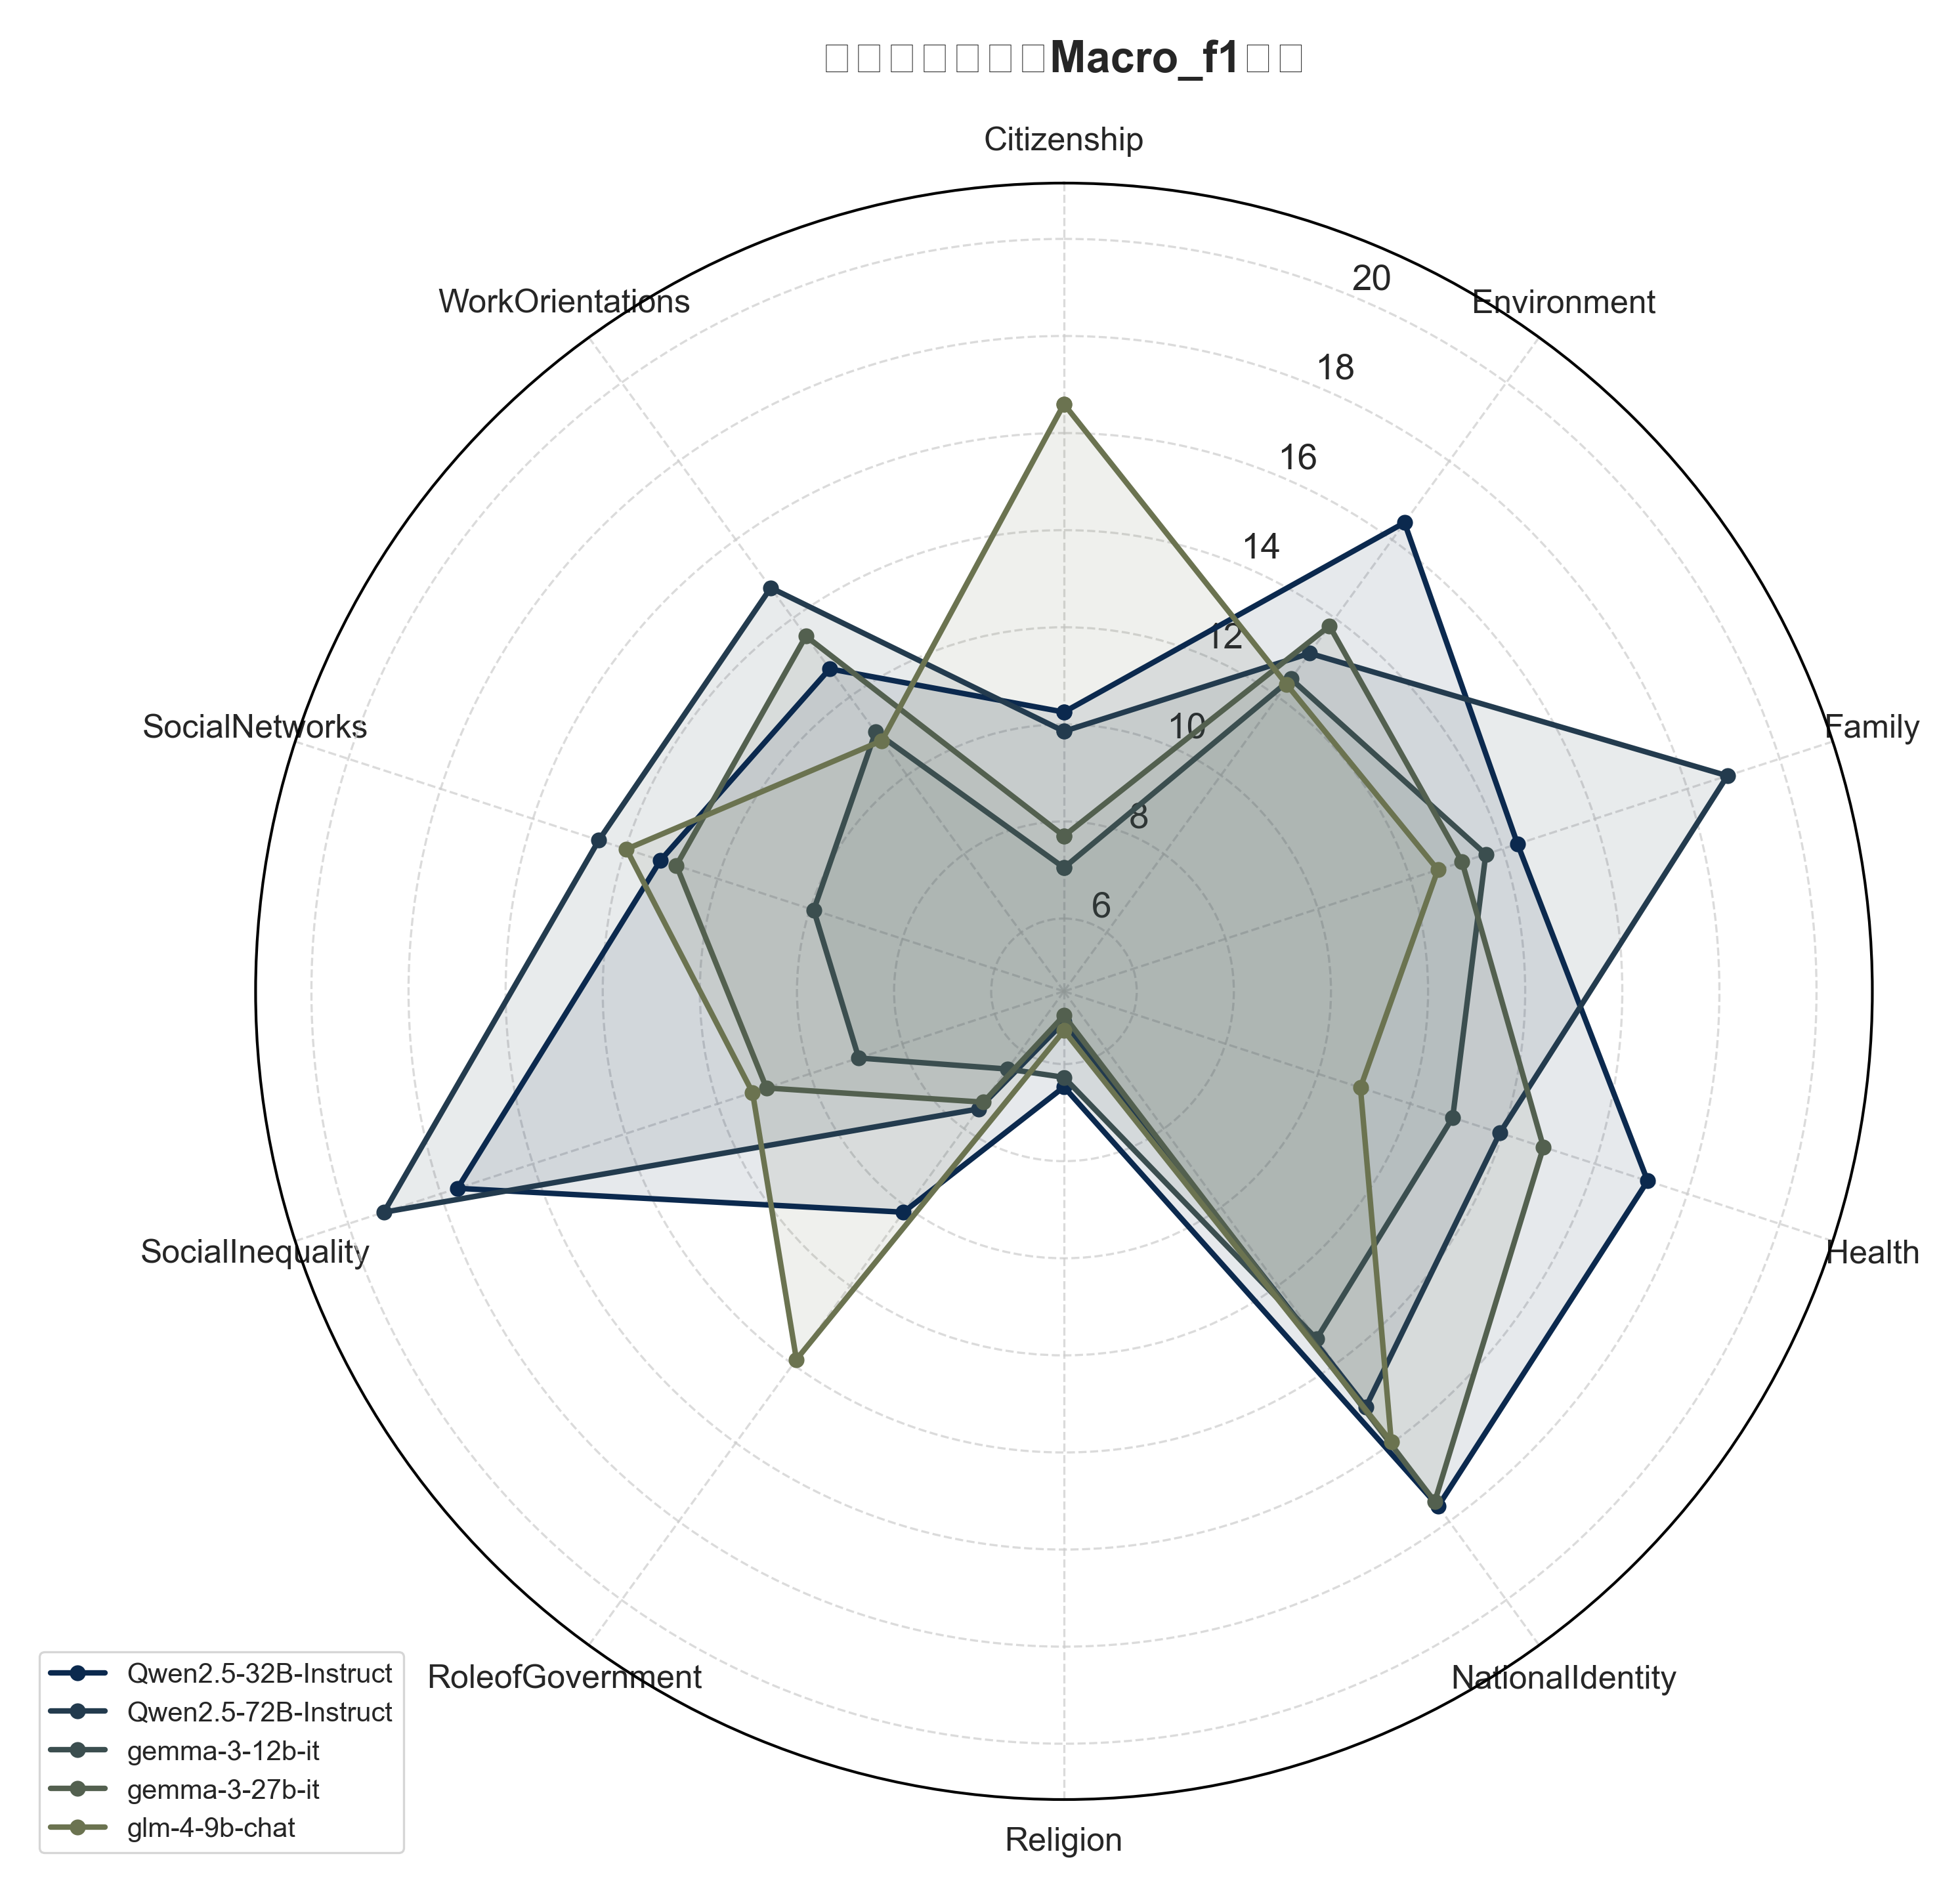 Macro_f1
Citizenship
Environment
Family
Health
NationalIdentity
Religion
RoleofGovernment
SocialInequality
SocialNetworks
WorkOrientations
20
18
16
14
12
10
8
6
Qwen2.5-32B-Instruct
Qwen2.5-72B-Instruct
gemma-3-12b-it
gemma-3-27b-it
glm-4-9b-chat